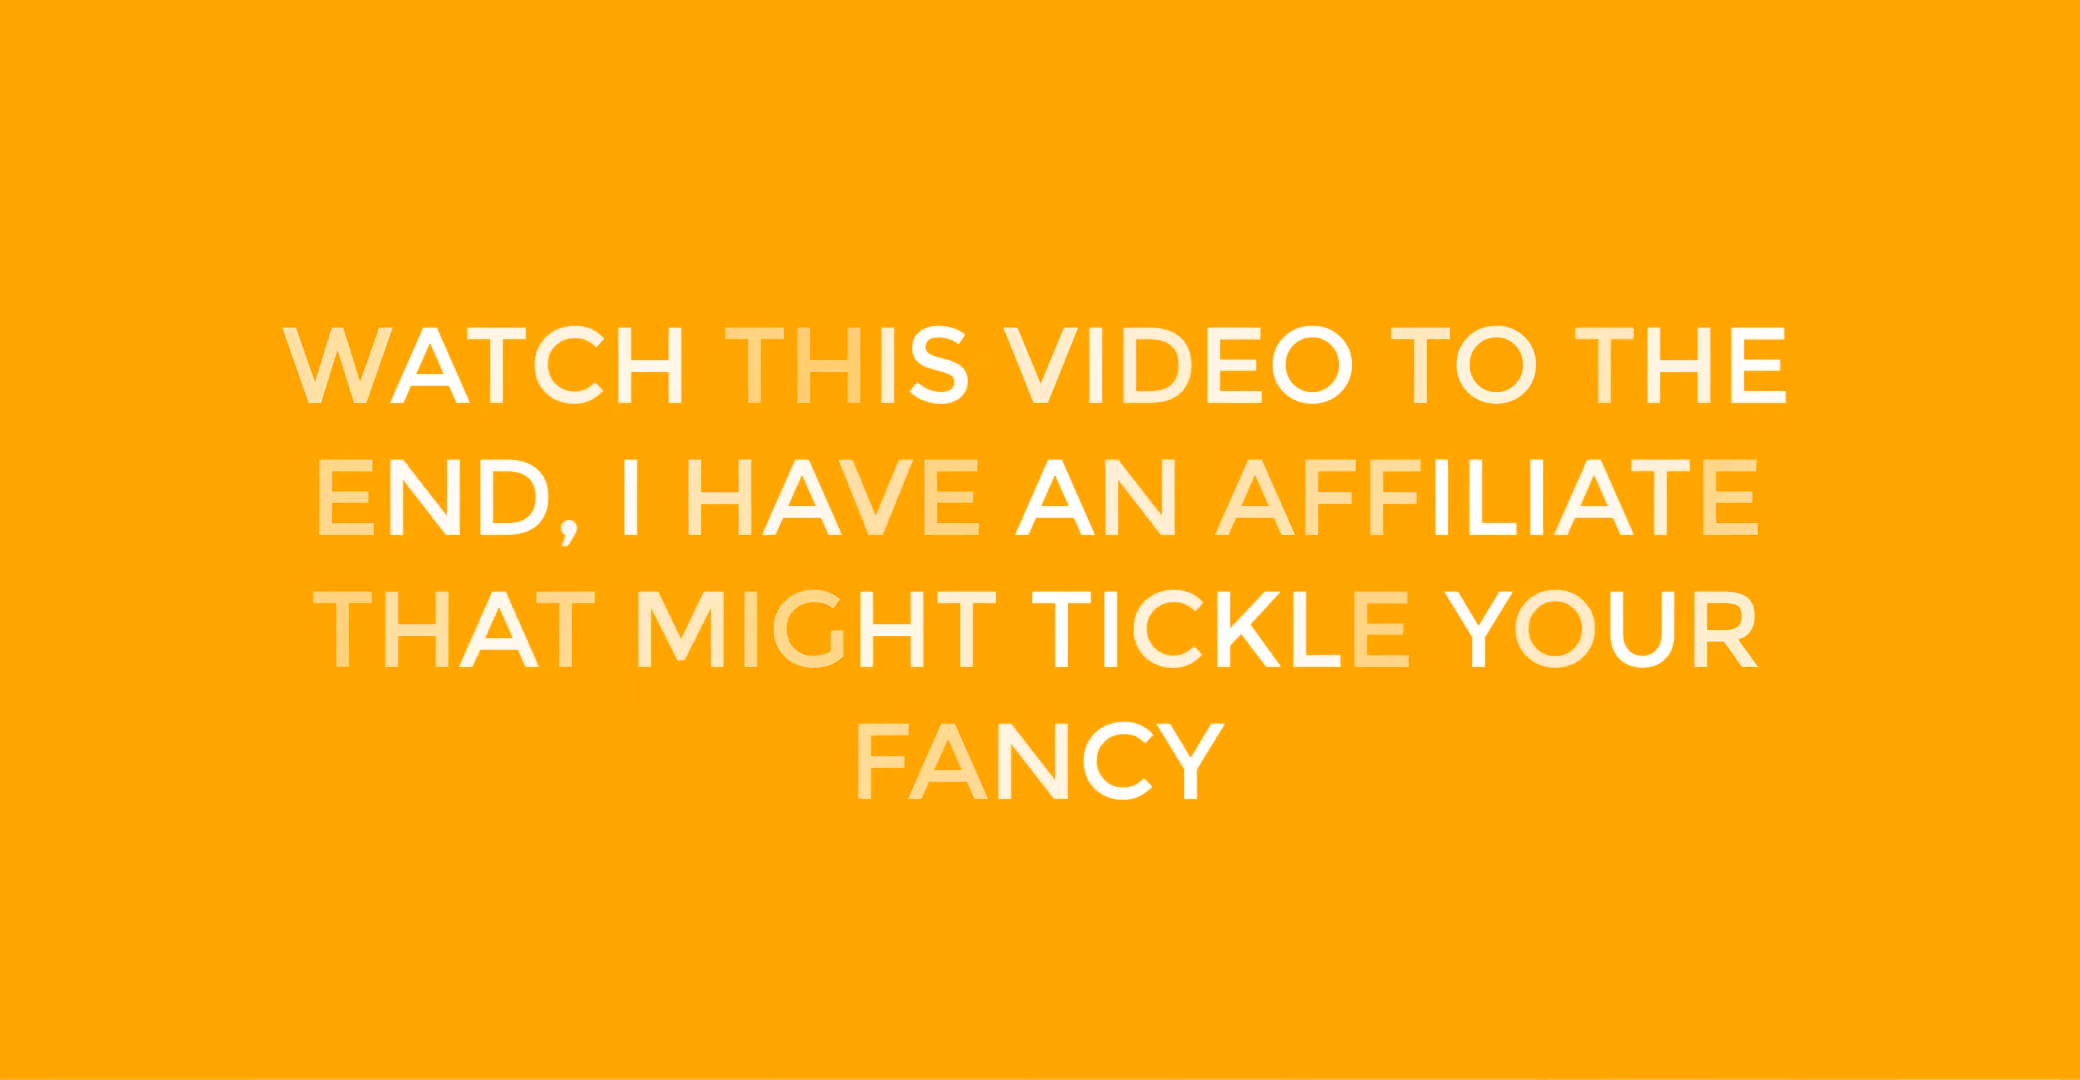 WATCH THIS VIDEO TO THE
END, I HAVE AN AFFILIATE
THAT MIGHT TICKLE YOUR
FANCY